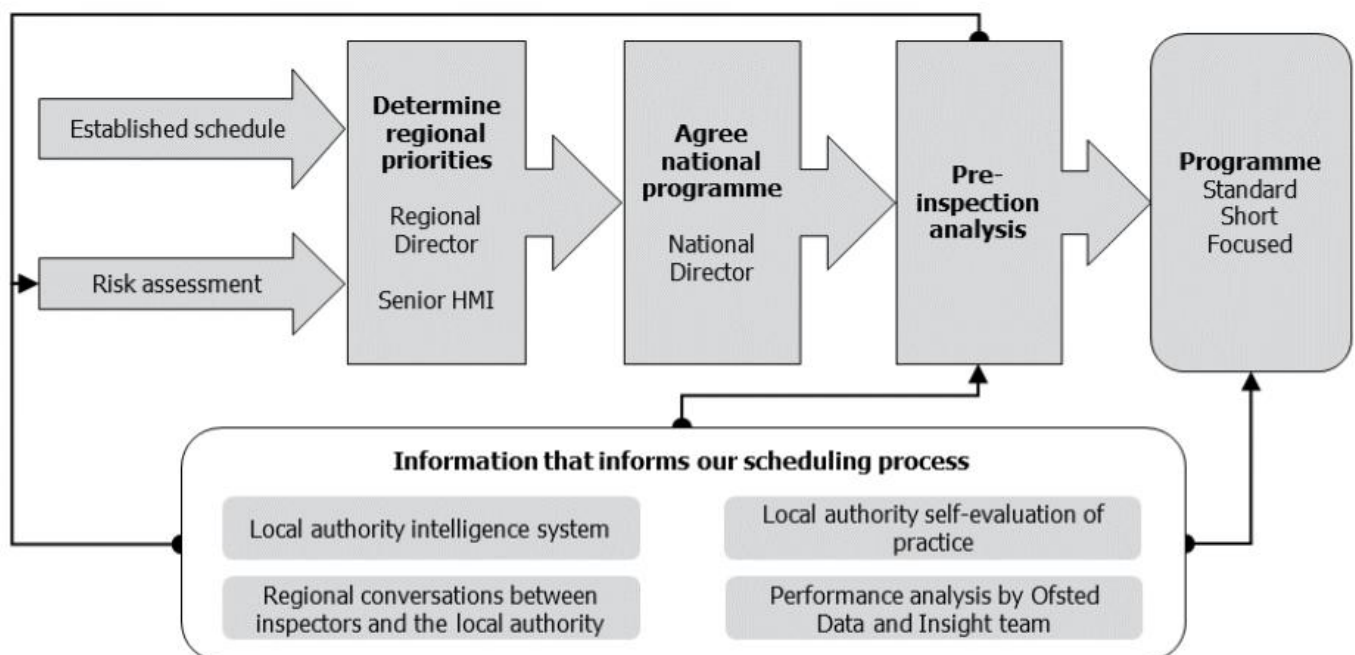 Established schedule
Risk assessment
Determine
regional
priorities
Regional
Director
Senior HMI
Agree
national
programme
National
Director
Pre-
inspection
analysis
Programme
Standard
Short
Focused
Information that informs our scheduling process
Local authority intelligence system
Local authority self-evaluation of
practice
Regional conversations between
inspectors and the local authority
Performance analysis by Ofsted
Data and Insight team